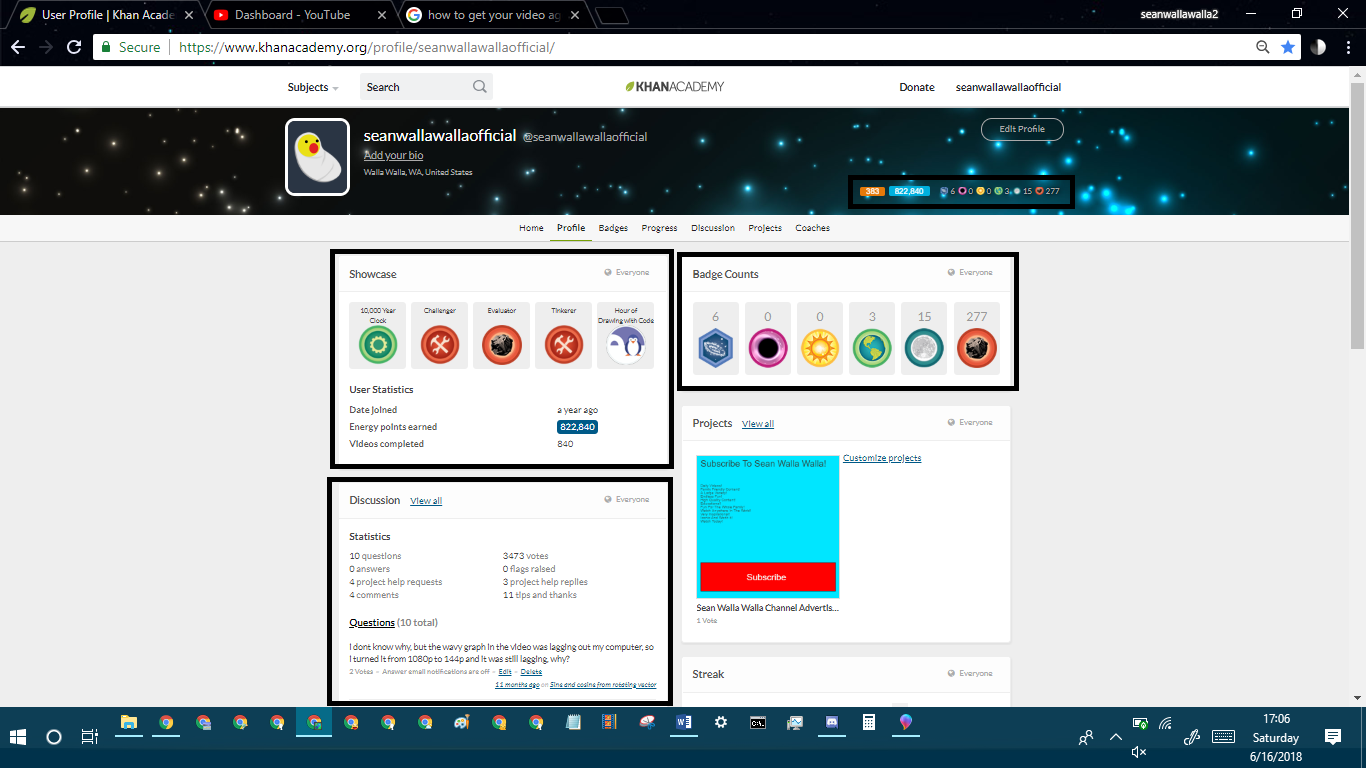 User Profile | Khan Acade
Dashboard - YouTube
how to get your video ag
seanwallawalla2
Secure
https://www.khanacademy.org/profile/seanwallawallaofficial/
Subjects
Search
KHANACADEMY
Donate
seanwallawallaofficial
seanwallawallaofficial @seanwallawallaofficial
Edit Profile
Add your bio
Walla Walla, WA, United States
383 822,840 6 0 0 3 15 277
Home Profile Badges Progress Discussion Projects Coaches
Showcase
Everyone
10,000 Year Clock
Challenger
Evaluator
Tinkerer
Hour of Drawing with Code
User Statistics
Date joined a year ago
Energy points earned 822,840
Videos completed 840
Badge Counts
Everyone
6 0 0 3 15 277
Discussion View all
Everyone
Statistics
10 questions 3473 votes
0 answers 0 flags raised
4 project help requests 3 project help replies
4 comments 11 tips and thanks
Questions (10 total)
I dont know why, but the wavy graph in the video was lagging out my computer, so
I turned it from 1080p to 144p and it was still lagging, why?
2 Votes – Answer email notifications are off – Edit – Delete
11 months ago on Sine and cosine from rotating vector
Projects View all
Everyone
Subscribe To Sean Walla Walla!
Subscribe
Customize projects
Sean Walla Walla Channel Advertis...
1 Vote
Streak
Everyone
17:06
Saturday
6/16/2018